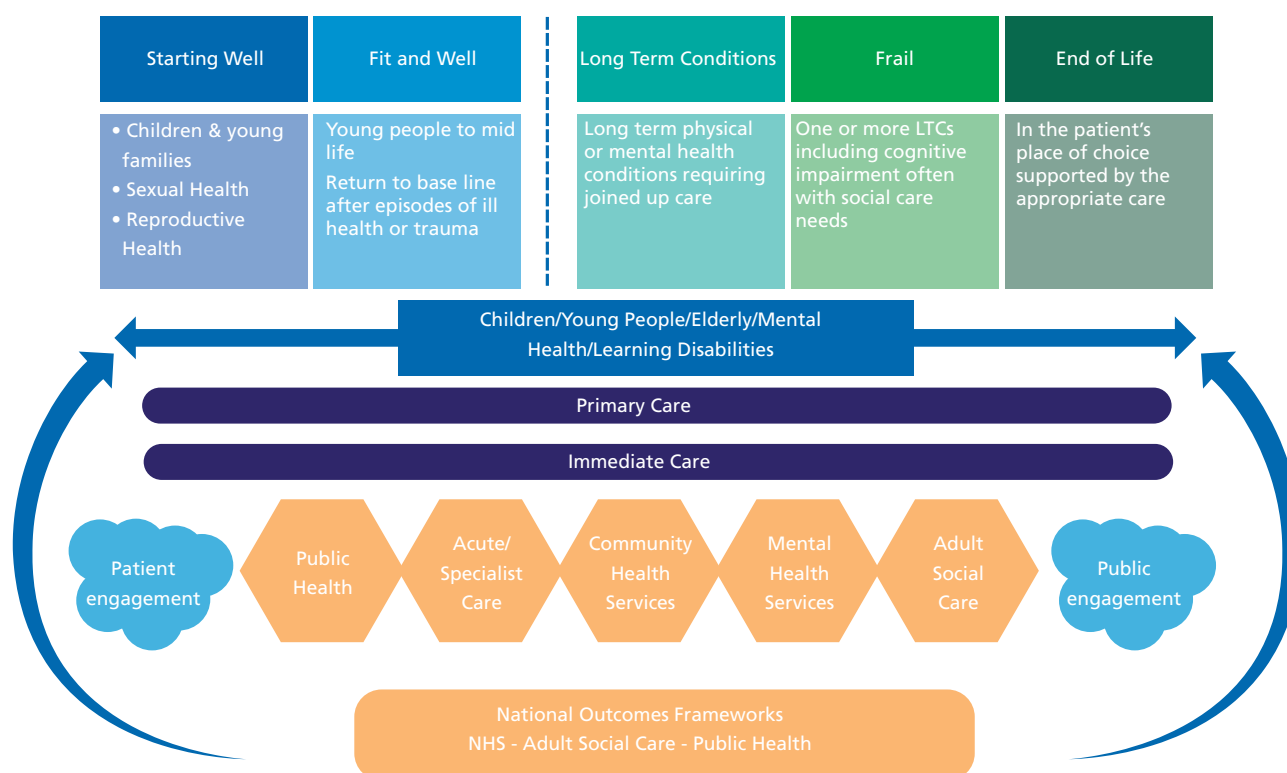 Starting Well
Fit and Well
Long Term Conditions
Frail
End of Life
• Children & young
families
• Sexual Health
• Reproductive
Health
Young people to mid
life
Return to base line
after episodes of ill
health or trauma
Long term physical
or mental health
conditions requiring
joined up care
One or more LTCs
including cognitive
impairment often
with social care
needs
In the patient's
place of choice
supported by the
appropriate care
Children/Young People/Elderly/Mental
Health/Learning Disabilities
Primary Care
Immediate Care
Patient
engagement
Public
Health
Acute/
Specialist
Care
Community
Health
Services
Mental
Health
Services
Adult
Social
Care
Public
engagement
National Outcomes Frameworks
NHS - Adult Social Care - Public Health